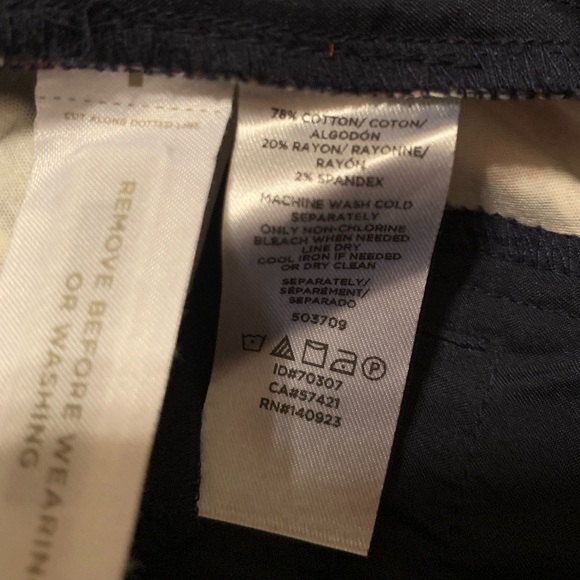 CUT ALONG DOTTED LINE
REMOVE BEFORE WEARIN
OR WASHING
78% COTTON/ COTON/
ALGODÓN
20% RAYON/ RAYONNE/
RAYÓN
2% SPANDEX
MACHINE WASH COLD
SEPARATELY
ONLY NON-CHLORINE
BLEACH WHEN NEEDED
LINE DRY
COOL IRON IF NEEDED
OR DRY CLEAN
SEPARATELY/
SÉPARÉMENT/
SEPARADO
503709
P
ID#70307
CA#57421
RN#140923